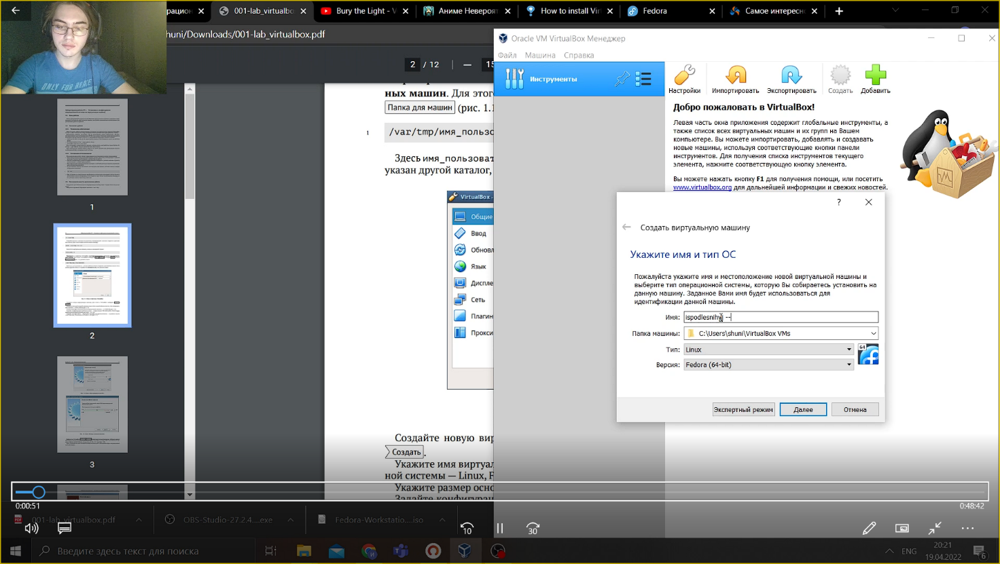 рацион
001-lab_virtualbo
Bury the Light - V
Аниме Невероят
How to install Vir
Fedora
Самое интересн
huni/Downloads/001-lab_virtualbox.pdf
2 / 12
15
1
2
3
ных машин. Для этог
Папка для машин (рис. 1.1
1
/var/tmp/имя_пользо
Здесь имя_пользоват
указан другой каталог,
VirtualBox -
Общие
Ввод
Обновл
Язык
Диспле
Сеть
Плагин
Прокси
Создайте новую вир
Создать.
Укажите имя виртуал
ной системы — Linux, F
Укажите размер осно
Задайте конфигурац
Oracle VM VirtualBox Менеджер
Файл Машина Справка
Инструменты
Настройки
Импортировать
Экспортировать
Создать
Добавить
Добро пожаловать в VirtualBox!
Левая часть окна приложения содержит глобальные инструменты, а
также список всех виртуальных машин и их групп на Вашем
компьютере. Вы можете импортировать, добавлять и создавать
новые машины, используя соответствующие кнопки панели
инструментов. Для получения списка инструментов текущего
элемента, нажмите соответствующую кнопку элемента.
Вы можете нажать кнопку F1 для получения помощи, или посетить
www.virtualbox.org для дальнейшей информации и свежих новостей.
?
Создать виртуальную машину
Укажите имя и тип ОС
Пожалуйста укажите имя и местоположение новой виртуальной машины и
выберите тип операционной системы, которую Вы собираетесь установить на
данную машину. Заданное Вами имя будет использоваться для
идентификации данной машины.
Имя:
Папка машины: C:\Users\shuni\VirtualBox VMs
Тип: Linux
64
Версия: Fedora (64-bit)
Экспертный режим
Далее
Отмена
0:00:51
0:48:42
001-lab_virtualbox.pdf
OBS-Studio-27.2.4....exe
Fedora-Workstatio....iso
10
30
Введите здесь текст для поиска
ENG
20:21
19.04.2022
6